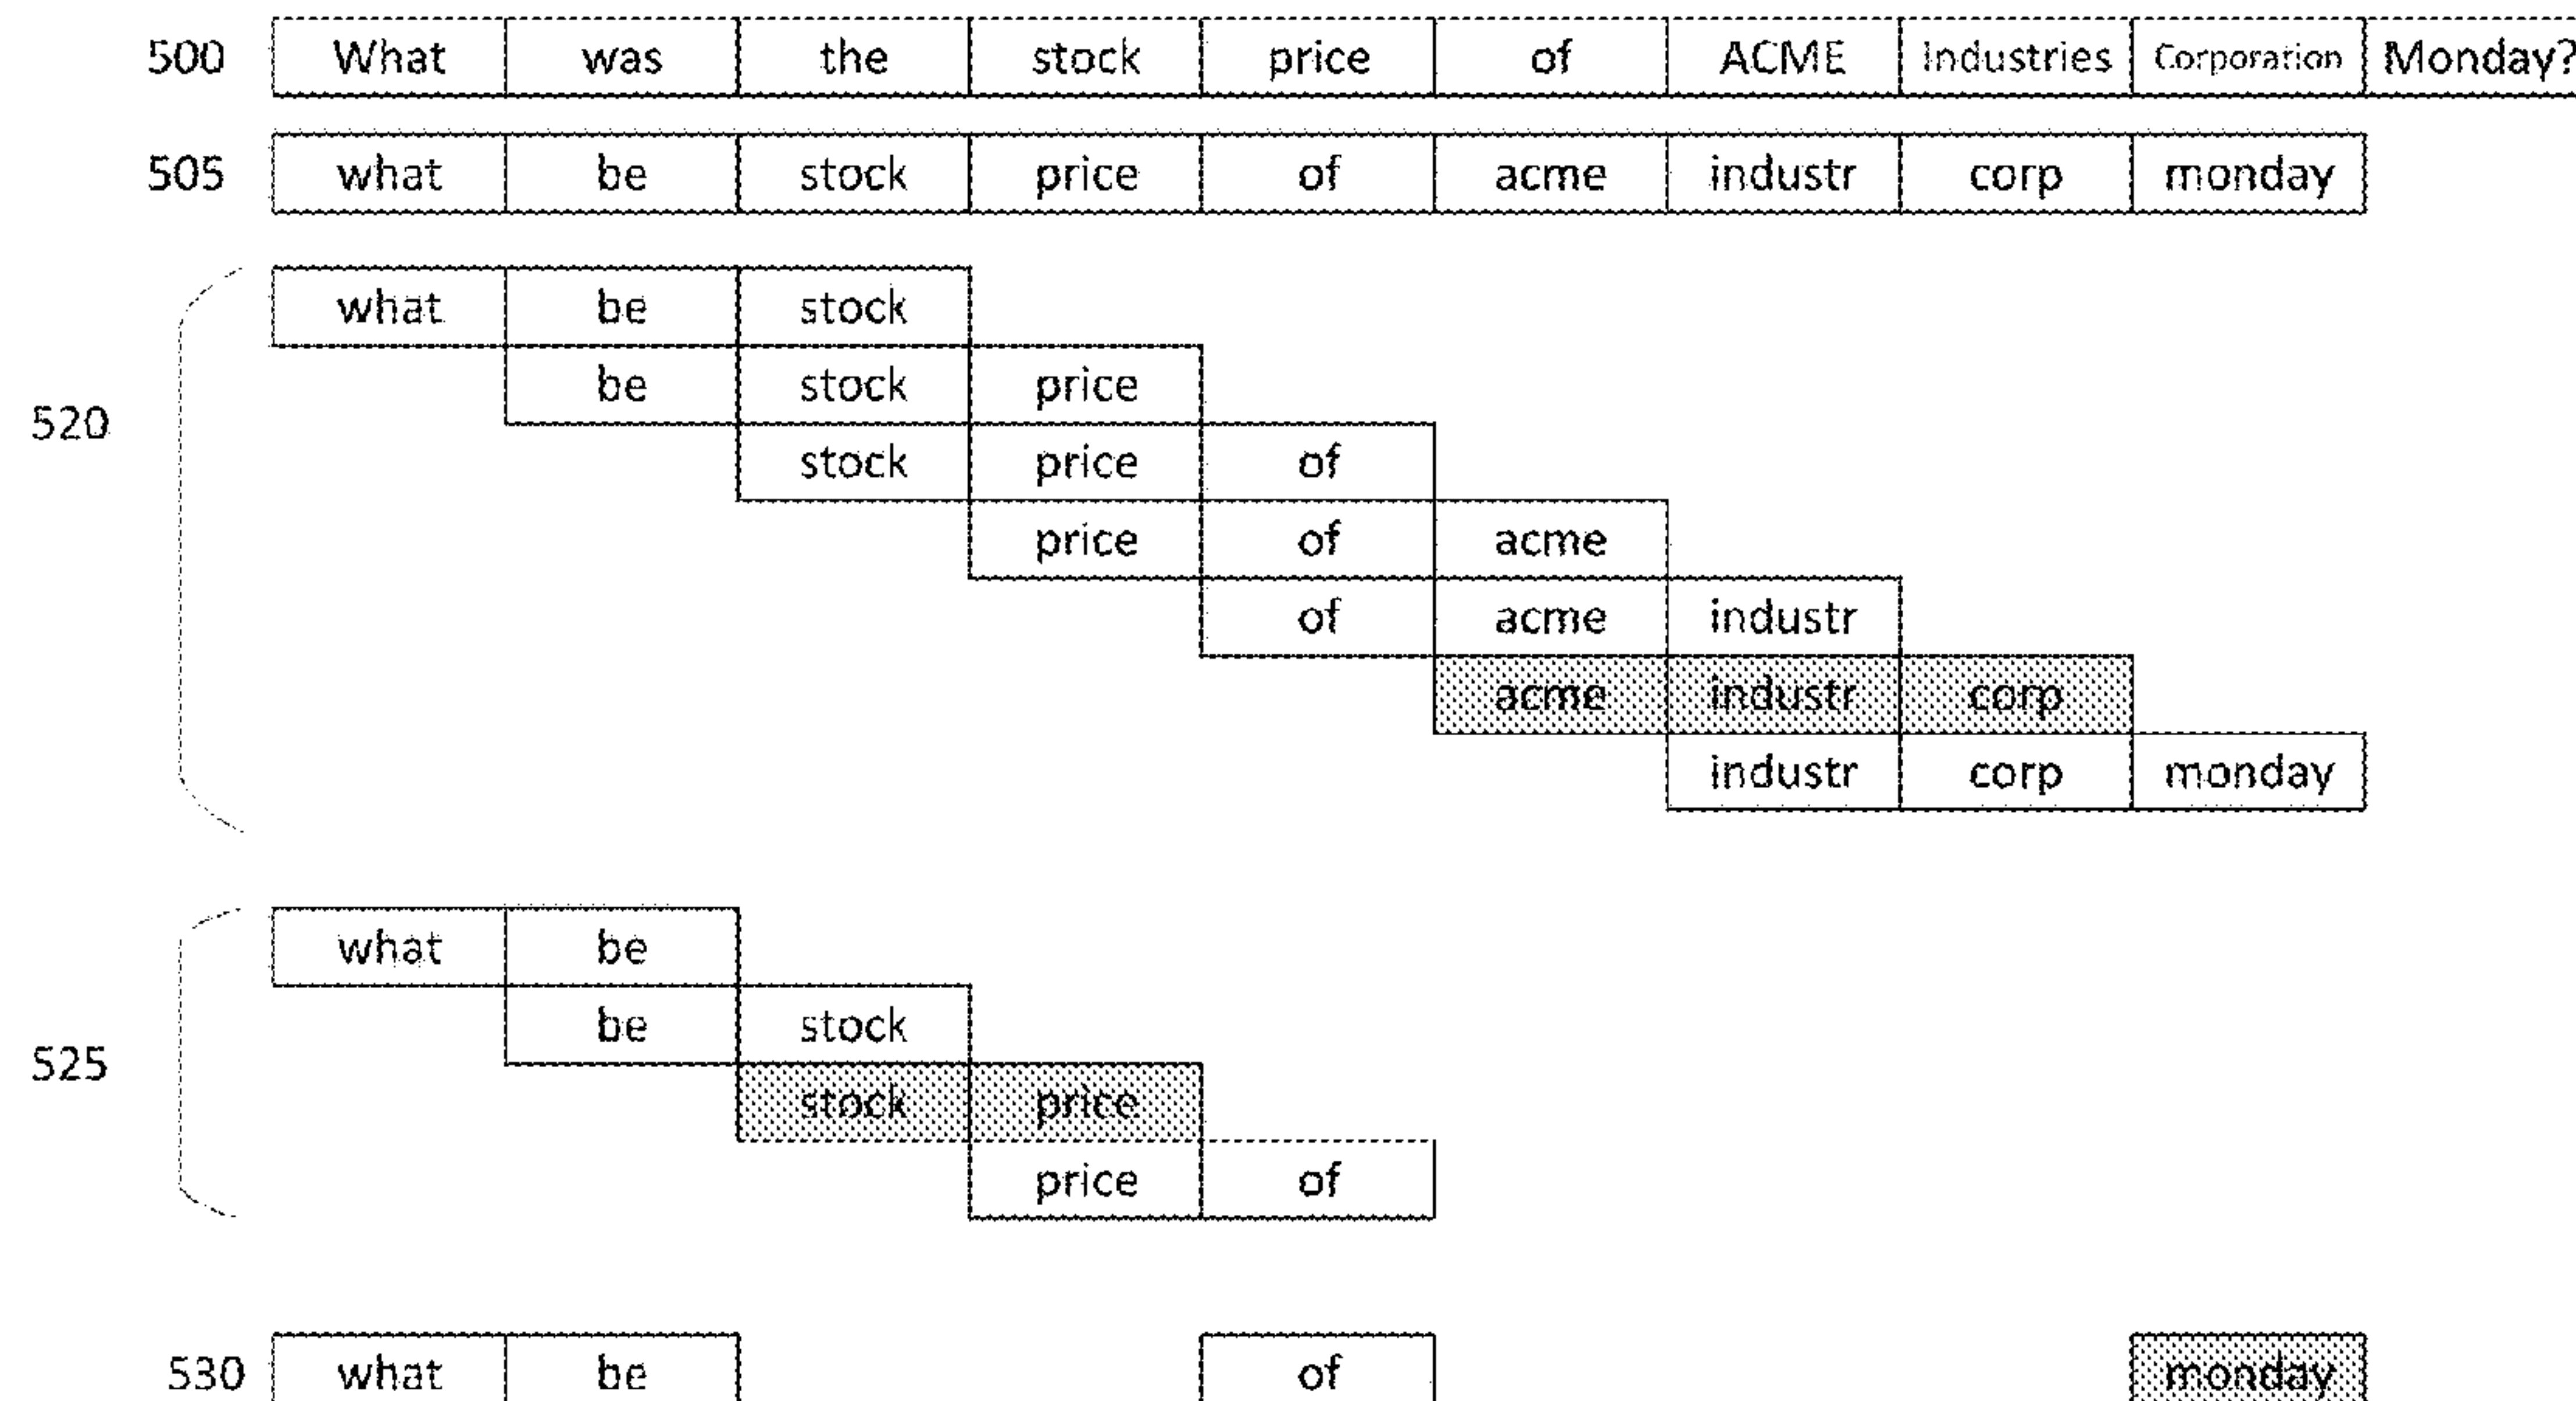 500 What was the stock price of ACME Industries Corporation Monday?
505 what be stock price of acme industr corp monday
what be stock
be stock price
520
stock price of
price of acme
of acme industr
acme industr corp
industr corp monday
what be
be stock
525
stock price
price of
530 what be of monday